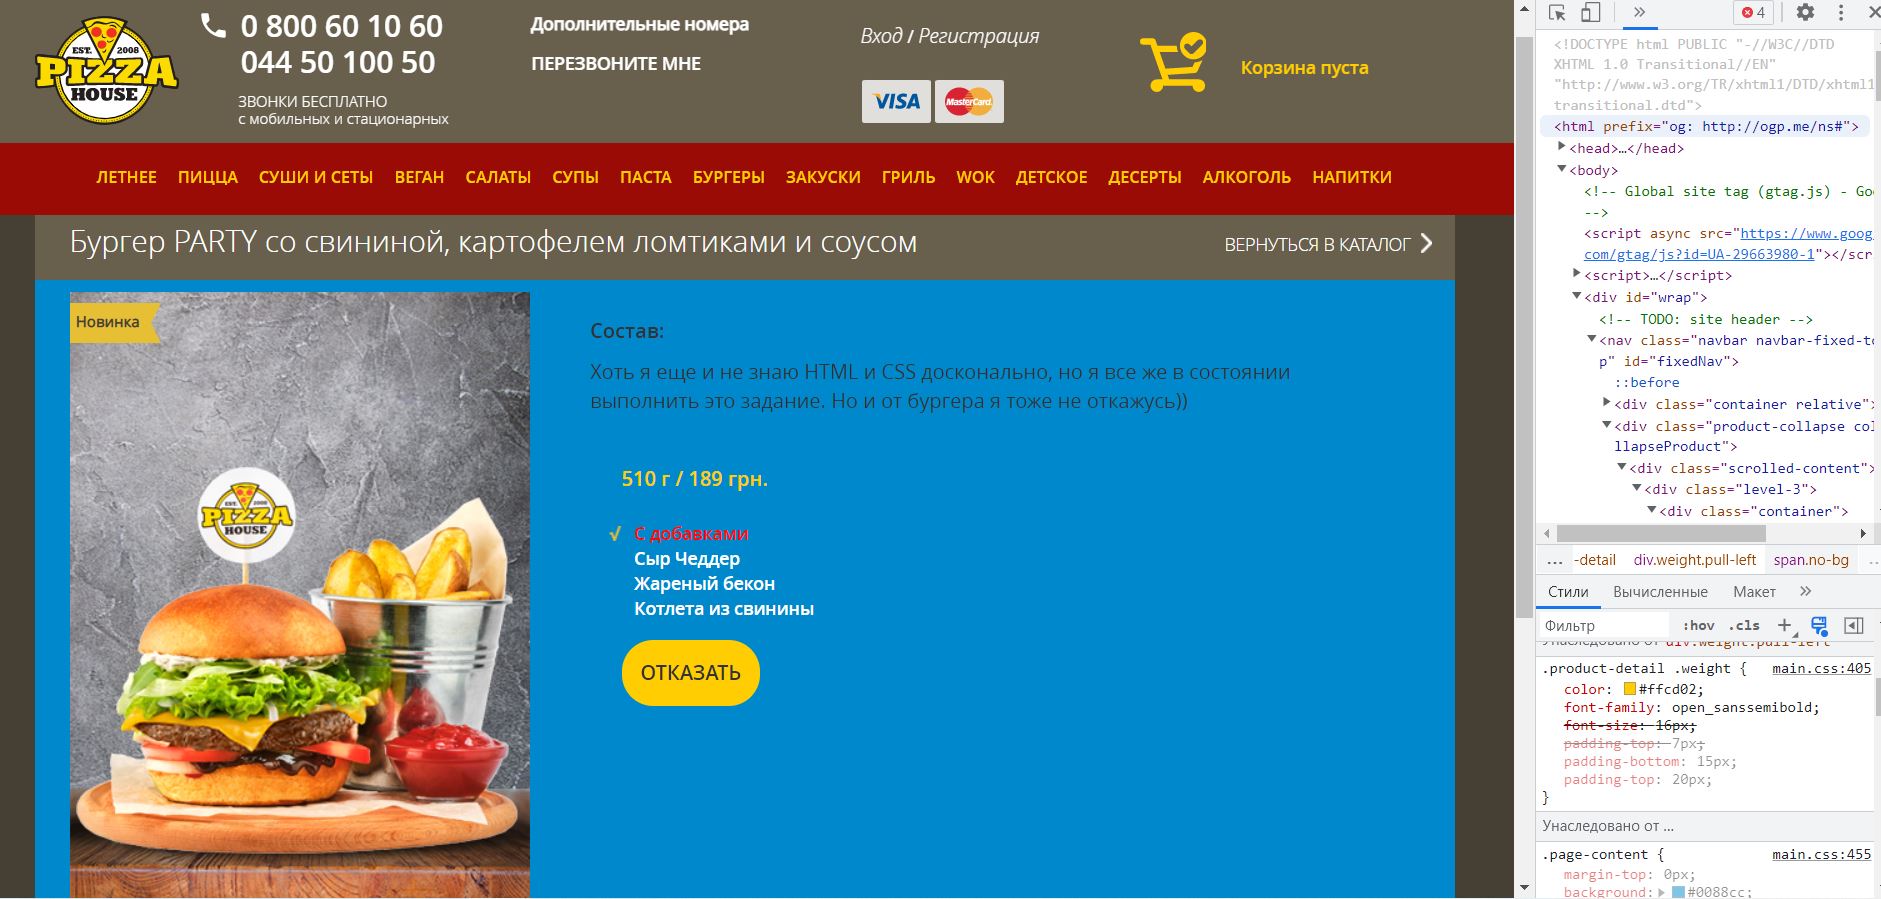 EST. 2008
PIZZA
HOUSE
0 800 60 10 60
044 50 100 50
ЗВОНКИ БЕСПЛАТНО
с мобильных и стационарных
Дополнительные номера
ПЕРЕЗВОНИТЕ МНЕ
Вход / Регистрация
VISA MasterCard
Корзина пуста
ЛЕТНЕЕ ПИЦЦА СУШИ И СЕТЫ ВЕГАН САЛАТЫ СУПЫ ПАСТА БУРГЕРЫ ЗАКУСКИ ГРИЛЬ WOK ДЕТСКОЕ ДЕСЕРТЫ АЛКОГОЛЬ НАПИТКИ
Бургер PARTY со свининой, картофелем ломтиками и соусом
ВЕРНУТЬСЯ В КАТАЛОГ
Новинка
EST. 2008
PIZZA
HOUSE
Состав:
Хоть я еще и не знаю HTML и CSS досконально, но я все же в состоянии
выполнить это задание. Но и от бургера я тоже не откажусь))
510 г / 189 грн.
√ С добавками
Сыр Чеддер
Жареный бекон
Котлета из свинины
ОТКАЗАТЬ
» 4
<!DOCTYPE html PUBLIC "-//W3C//DTD
XHTML 1.0 Transitional//EN"
"http://www.w3.org/TR/xhtml1/DTD/xhtml1
transitional.dtd">
<html prefix="og: http://ogp.me/ns#">
<head>…</head>
<body>
<!-- Global site tag (gtag.js) - Goo
-->
<script async src="https://www.goog
com/gtag/js?id=UA-29663980-1"></scr
<script>…</script>
<div id="wrap">
<!-- TODO: site header -->
<nav class="navbar navbar-fixed-to
p" id="fixedNav">
::before
<div class="container relative">
<div class="product-collapse col
llapseProduct">
<div class="scrolled-content">
<div class="level-3">
<div class="container">
… -detail div.weight.pull-left span.no-bg …
Стили Вычисленные Макет »
Фильтр :hov .cls +
Унаследовано от div.weight.pull-left
.product-detail .weight { main.css:405
color: #ffcd02;
font-family: open_sanssemibold;
font-size: 16px;
padding-top: 7px;
padding-bottom: 15px;
padding-top: 20px;
}
Унаследовано от …
.page-content { main.css:455
margin-top: 0px;
background: #0088cc;